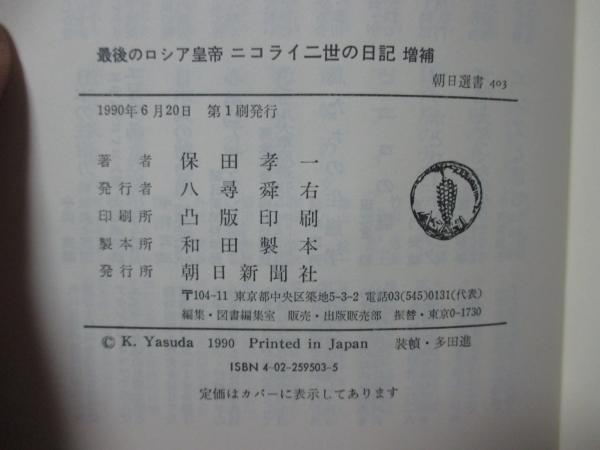 最後のロシア皇帝 ニコライ二世の日記 増補
朝日選書 403
1990年6月20日 第1刷発行
著者 保田孝一
発行者 八尋舜右
印刷所 凸版印刷
製本所 和田製本
発行所 朝日新聞社
〒104-11 東京都中央区築地5-3-2 電話03(545)0131(代表)
編集・図書編集室 販売・出版販売部 振替・東京0-1730
© K. Yasuda 1990 Printed in Japan 装幀・多田進
ISBN 4-02-259503-5
定価はカバーに表示してあります